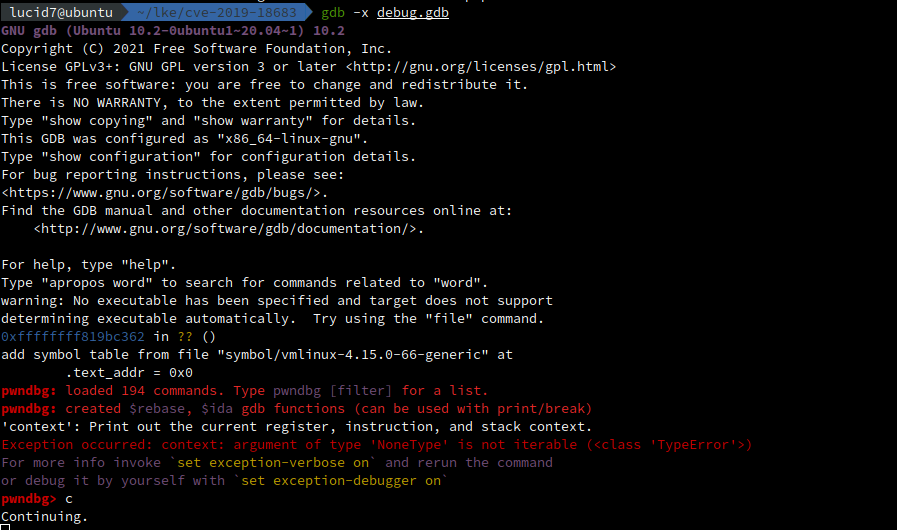 lucid7@ubuntu ~/lke/cve-2019-18683 gdb -x debug.gdb
GNU gdb (Ubuntu 10.2-0ubuntu1~20.04~1) 10.2
Copyright (C) 2021 Free Software Foundation, Inc.
License GPLv3+: GNU GPL version 3 or later <http://gnu.org/licenses/gpl.html>
This is free software: you are free to change and redistribute it.
There is NO WARRANTY, to the extent permitted by law.
Type "show copying" and "show warranty" for details.
This GDB was configured as "x86_64-linux-gnu".
Type "show configuration" for configuration details.
For bug reporting instructions, please see:
<https://www.gnu.org/software/gdb/bugs/>.
Find the GDB manual and other documentation resources online at:
    <http://www.gnu.org/software/gdb/documentation/>.

For help, type "help".
Type "apropos word" to search for commands related to "word".
warning: No executable has been specified and target does not support
determining executable automatically.  Try using the "file" command.
0xffffffff819bc362 in ?? ()
add symbol table from file "symbol/vmlinux-4.15.0-66-generic" at
        .text_addr = 0x0
pwndbg: loaded 194 commands. Type pwndbg [filter] for a list.
pwndbg: created $rebase, $ida gdb functions (can be used with print/break)
'context': Print out the current register, instruction, and stack context.
Exception occurred: context: argument of type 'NoneType' is not iterable (<class 'TypeError'>)
For more info invoke `set exception-verbose on` and rerun the command
or debug it by yourself with `set exception-debugger on`
pwndbg> c
Continuing.